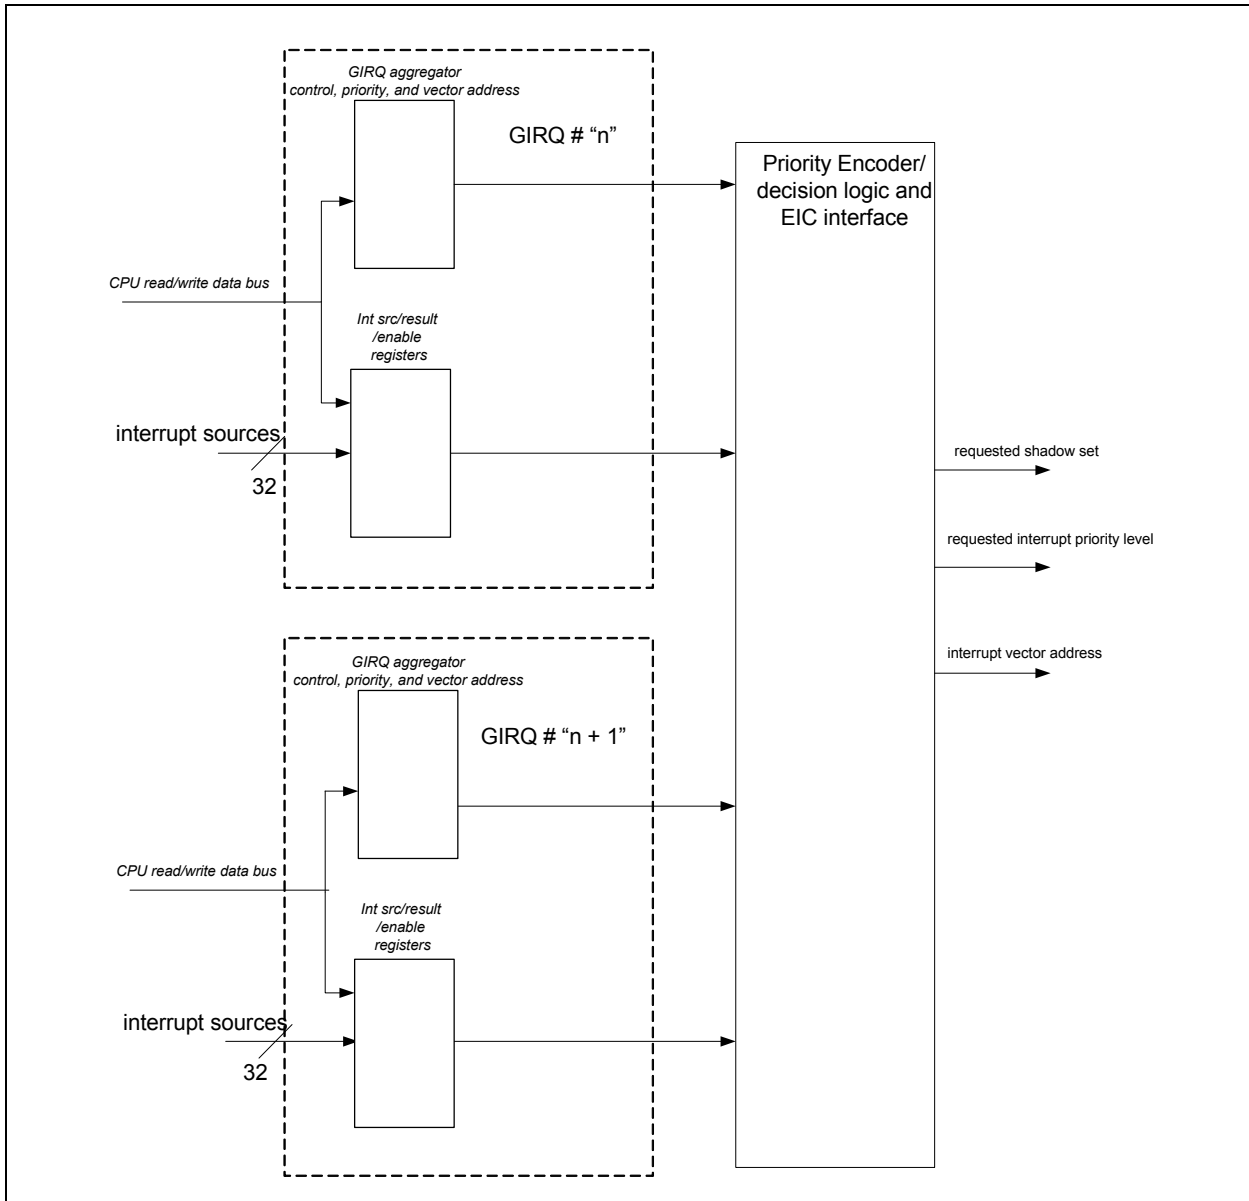 GIRQ aggregator
control, priority, and vector address
GIRQ # “n”
Priority Encoder/
decision logic and
EIC interface
CPU read/write data bus
Int src/result
/enable
registers
interrupt sources
32
requested shadow set
requested interrupt priority level
interrupt vector address
GIRQ aggregator
control, priority, and vector address
GIRQ # “n + 1”
CPU read/write data bus
Int src/result
/enable
registers
interrupt sources
32